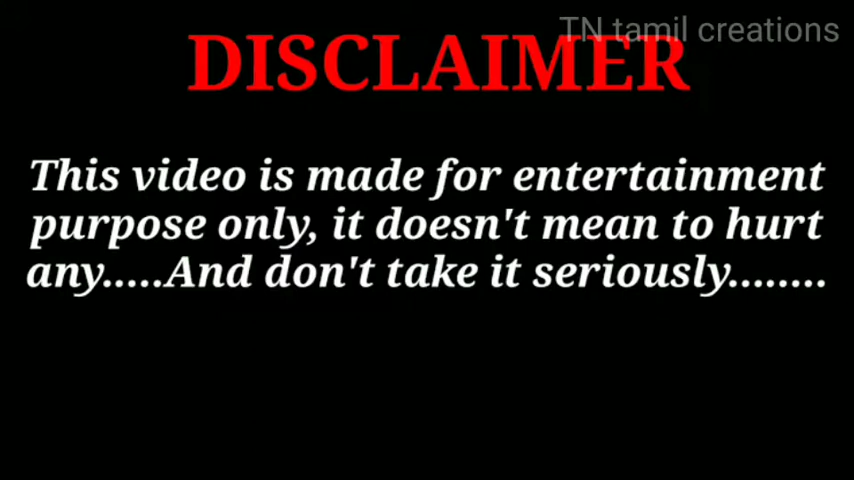 TN tamil creations
DISCLAIMER
This video is made for entertainment
purpose only, it doesn't mean to hurt
any.....And don't take it seriously........